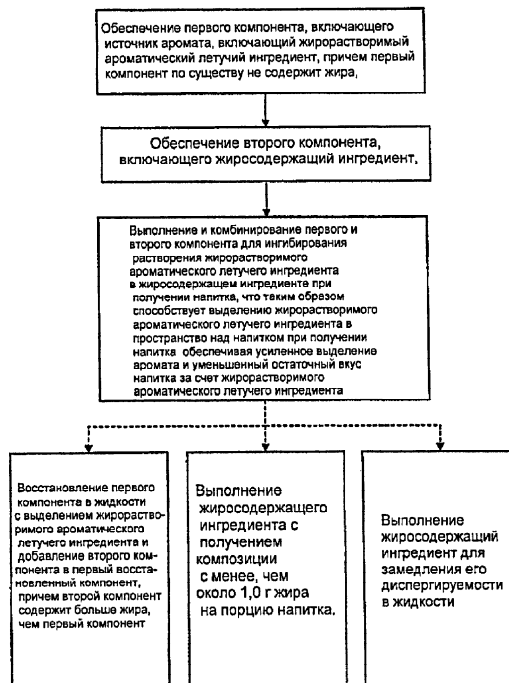 Обеспечение первого компонента, включающего
источник аромата, включающий жирорастворимый
ароматический летучий ингредиент, причем первый
компонент по существу не содержит жира,
Обеспечение второго компонента,
включающего жиросодержащий ингредиент,
Выполнение и комбинирование первого и
второго компонента для ингибирования
растворения жирорастворимого
ароматического летучего ингредиента
в жиросодержащем ингредиенте при
получении напитка, что таким образом
способствует выделению жирорастворимого
ароматического летучего ингредиента в
пространство над напитком при получении
напитка обеспечивая усиленное выделение
аромата и уменьшенный остаточный вкус
напитка за счет жирорастворимого
ароматического летучего ингредиента
Восстановление первого
компонента в жидкости
с выделением жирораство-
римого ароматического
летучего ингредиента и
добавление второго ком-
понента в первый восста-
новленный компонент,
причем второй компонент
содержит больше жира,
чем первый компонент
Выполнение
жиросодержащего
ингредиента с
получением
композиции
с менее, чем
около 1,0 г жира
на порцию напитка.
Выполнение
жиросодержащий
ингредиент для
замедления его
диспергируемости
в жидкости